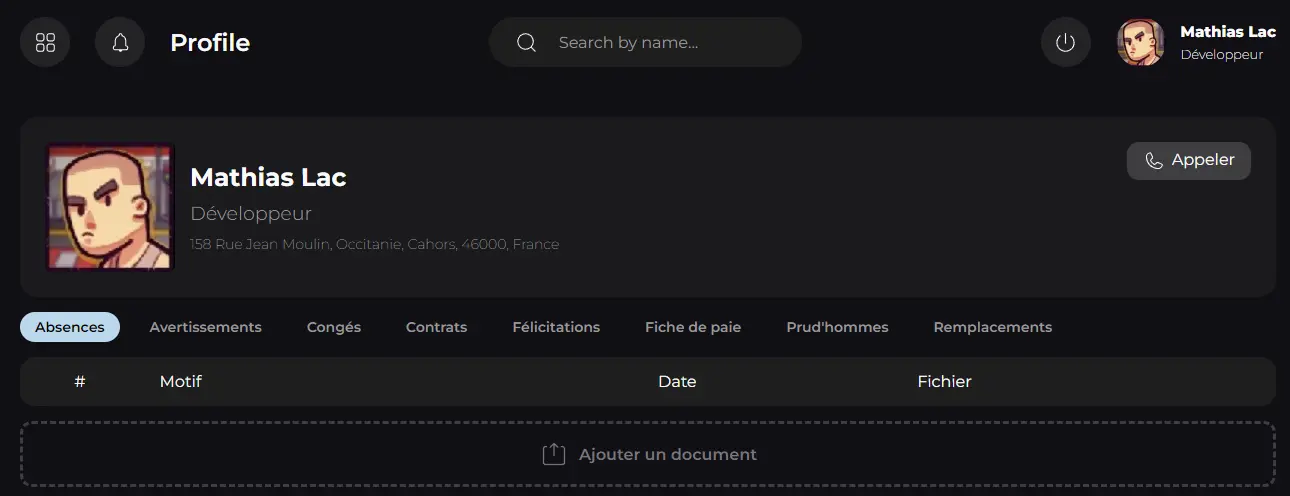 Profile
Search by name...
Mathias Lac
Développeur
Mathias Lac
Développeur
158 Rue Jean Moulin, Occitanie, Cahors, 46000, France
Appeler
Absences Avertissements Congés Contrats Félicitations Fiche de paie Prud'hommes Remplacements
# Motif Date Fichier
Ajouter un document